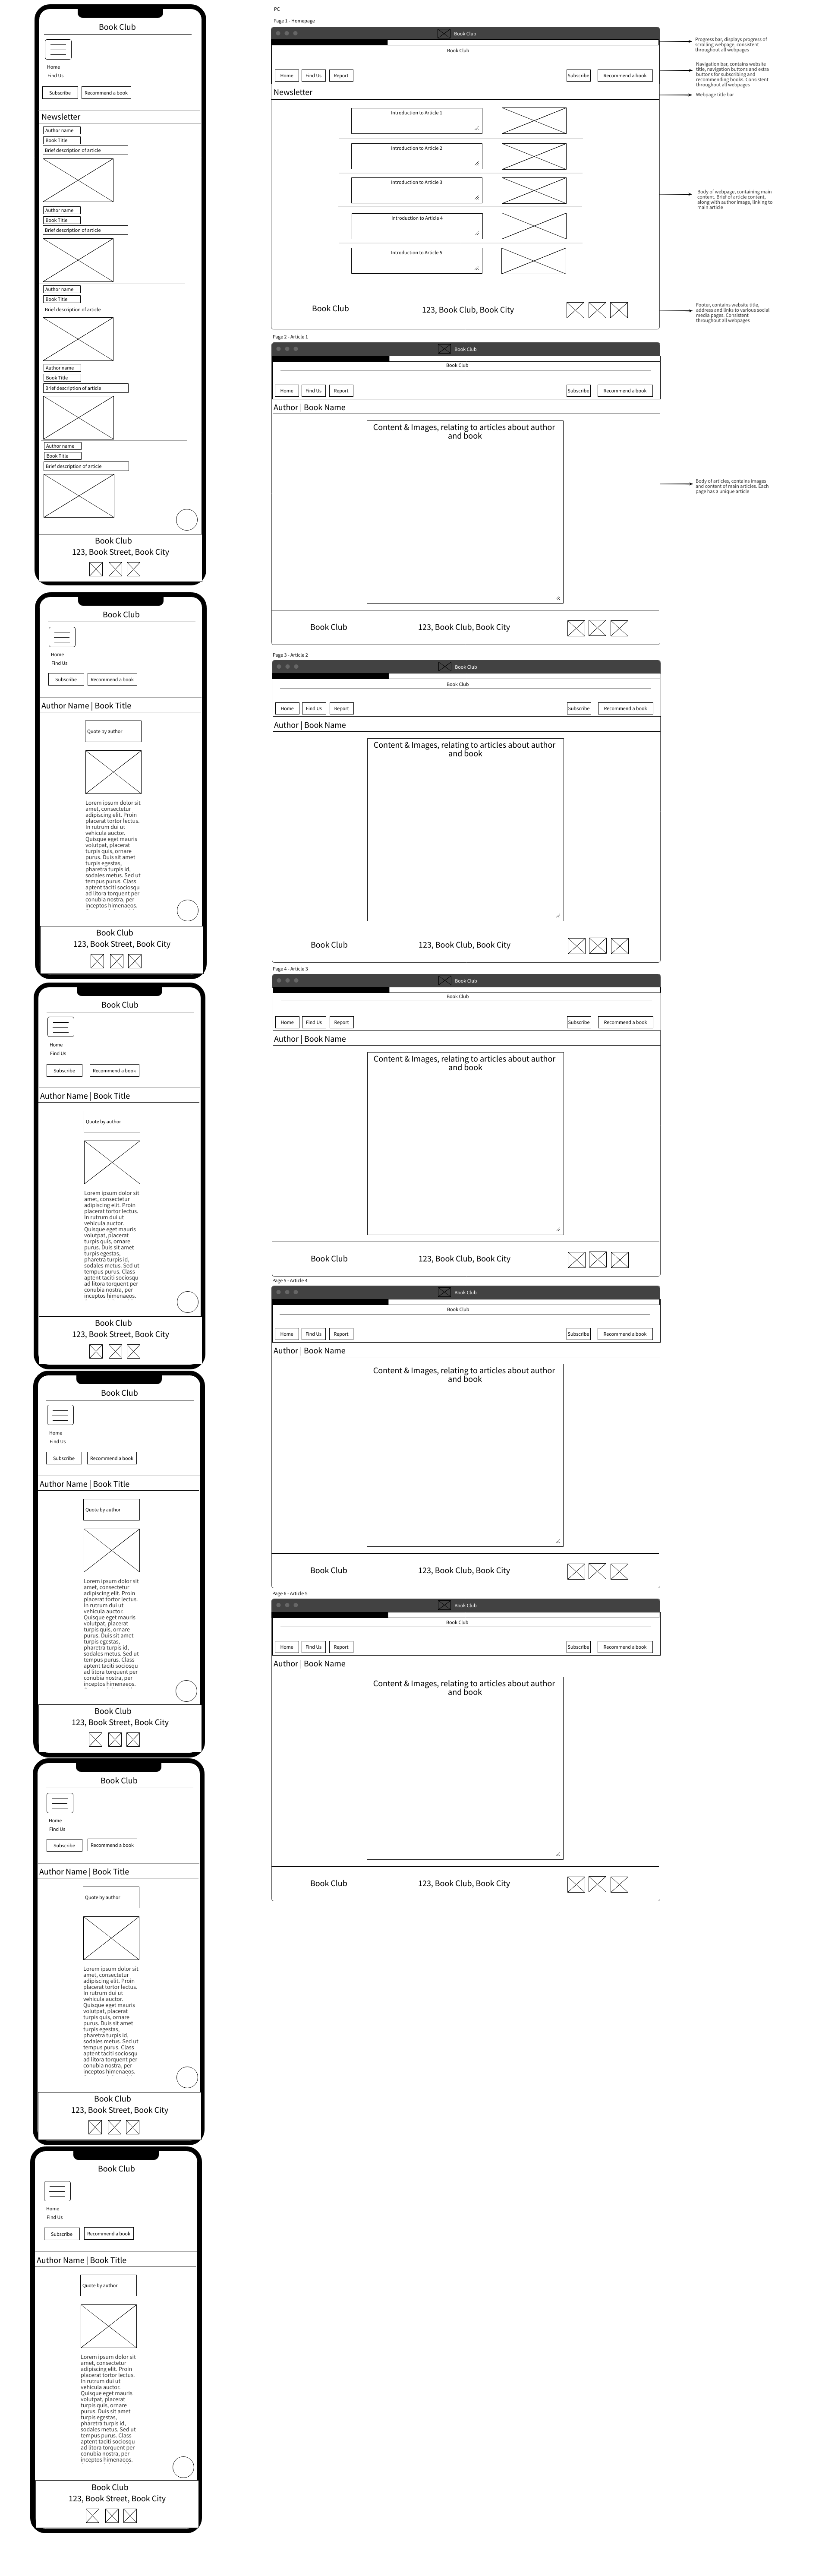 Book Club
Home
Find Us
Subscribe
Recommend a book
Newsletter
Author name
Book Title
Brief description of article
Author name
Book Title
Brief description of article
Author name
Book Title
Brief description of article
Author name
Book Title
Brief description of article
Author name
Book Title
Brief description of article
Book Club
123, Book Street, Book City
Book Club
Home
Find Us
Subscribe
Recommend a book
Author Name | Book Title
Quote by author
Lorem ipsum dolor sit
amet, consectetur
adipiscing elit. Proin
placerat tortor lectus.
In rutrum dui ut
vehicula auctor.
Quisque eget mauris
volutpat, placerat
turpis quis, ornare
purus. Duis sit amet
turpis egestas,
pharetra turpis id,
sodales metus. Sed ut
tempus purus. Class
aptent taciti sociosqu
ad litora torquent per
conubia nostra, per
inceptos himenaeos.
Book Club
123, Book Street, Book City
Book Club
Home
Find Us
Subscribe
Recommend a book
Author Name | Book Title
Quote by author
Lorem ipsum dolor sit
amet, consectetur
adipiscing elit. Proin
placerat tortor lectus.
In rutrum dui ut
vehicula auctor.
Quisque eget mauris
volutpat, placerat
turpis quis, ornare
purus. Duis sit amet
turpis egestas,
pharetra turpis id,
sodales metus. Sed ut
tempus purus. Class
aptent taciti sociosqu
ad litora torquent per
conubia nostra, per
inceptos himenaeos.
Book Club
123, Book Street, Book City
Book Club
Home
Find Us
Subscribe
Recommend a book
Author Name | Book Title
Quote by author
Lorem ipsum dolor sit
amet, consectetur
adipiscing elit. Proin
placerat tortor lectus.
In rutrum dui ut
vehicula auctor.
Quisque eget mauris
volutpat, placerat
turpis quis, ornare
purus. Duis sit amet
turpis egestas,
pharetra turpis id,
sodales metus. Sed ut
tempus purus. Class
aptent taciti sociosqu
ad litora torquent per
conubia nostra, per
inceptos himenaeos.
Book Club
123, Book Street, Book City
Book Club
Home
Find Us
Subscribe
Recommend a book
Author Name | Book Title
Quote by author
Lorem ipsum dolor sit
amet, consectetur
adipiscing elit. Proin
placerat tortor lectus.
In rutrum dui ut
vehicula auctor.
Quisque eget mauris
volutpat, placerat
turpis quis, ornare
purus. Duis sit amet
turpis egestas,
pharetra turpis id,
sodales metus. Sed ut
tempus purus. Class
aptent taciti sociosqu
ad litora torquent per
conubia nostra, per
inceptos himenaeos.
Book Club
123, Book Street, Book City
Book Club
Home
Find Us
Subscribe
Recommend a book
Author Name | Book Title
Quote by author
Lorem ipsum dolor sit
amet, consectetur
adipiscing elit. Proin
placerat tortor lectus.
In rutrum dui ut
vehicula auctor.
Quisque eget mauris
volutpat, placerat
turpis quis, ornare
purus. Duis sit amet
turpis egestas,
pharetra turpis id,
sodales metus. Sed ut
tempus purus. Class
aptent taciti sociosqu
ad litora torquent per
conubia nostra, per
inceptos himenaeos.
Book Club
123, Book Street, Book City
PC
Page 1 - Homepage
Book Club
Book Club
Home
Find Us
Report
Subscribe
Recommend a book
Newsletter
Introduction to Article 1
Introduction to Article 2
Introduction to Article 3
Introduction to Article 4
Introduction to Article 5
Book Club
123, Book Club, Book City
Progress bar, displays progress of
scrolling webpage, consistent
throughout all webpages
Navigation bar, contains website
title, navigation buttons and extra
buttons for subscribing and
recommending books. Consistent
throughout all webpages
Webpage title bar
Body of webpage, containing main
content. Brief of article content,
along with author image, linking to
main article
Footer, contains website title,
address and links to various social
media pages. Consistent
throughout all webpages
Page 2 - Article 1
Book Club
Book Club
Home
Find Us
Report
Subscribe
Recommend a book
Author | Book Name
Content & Images, relating to articles about author
and book
Book Club
123, Book Club, Book City
Body of articles, contains images
and content of main articles. Each
page has a unique article
Page 3 - Article 2
Book Club
Book Club
Home
Find Us
Report
Subscribe
Recommend a book
Author | Book Name
Content & Images, relating to articles about author
and book
Book Club
123, Book Club, Book City
Page 4 - Article 3
Book Club
Book Club
Home
Find Us
Report
Subscribe
Recommend a book
Author | Book Name
Content & Images, relating to articles about author
and book
Book Club
123, Book Club, Book City
Page 5 - Article 4
Book Club
Book Club
Home
Find Us
Report
Subscribe
Recommend a book
Author | Book Name
Content & Images, relating to articles about author
and book
Book Club
123, Book Club, Book City
Page 6 - Article 5
Book Club
Book Club
Home
Find Us
Report
Subscribe
Recommend a book
Author | Book Name
Content & Images, relating to articles about author
and book
Book Club
123, Book Club, Book City